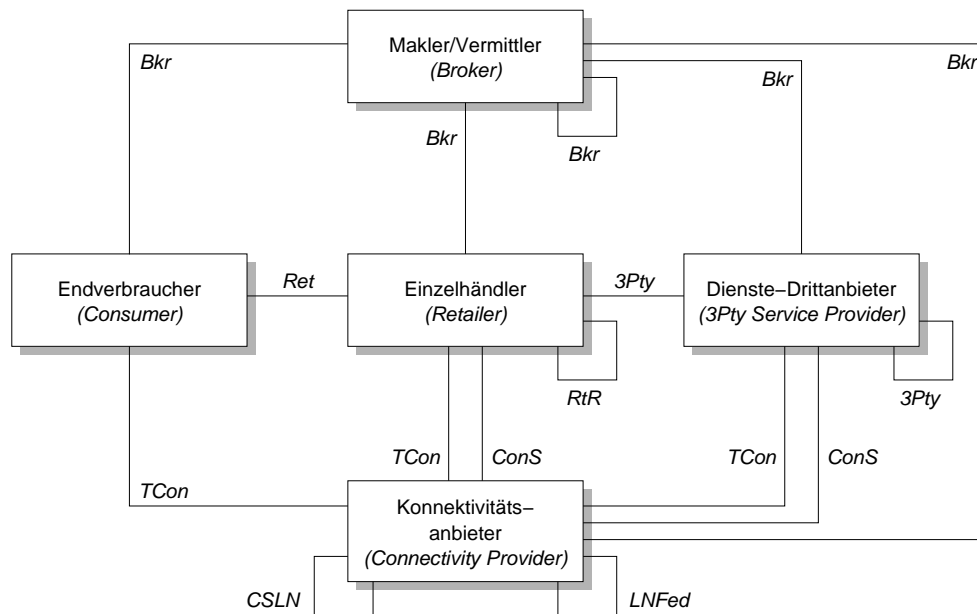 Makler/Vermittler
(Broker)
Bkr
Bkr
Bkr
Bkr
Bkr
Endverbraucher
(Consumer)
Ret
Einzelhändler
(Retailer)
3Pty
Dienste–Drittanbieter
(3Pty Service Provider)
RtR
3Pty
TCon
ConS
TCon
ConS
TCon
Konnektivitäts–
anbieter
(Connectivity Provider)
CSLN
LNFed